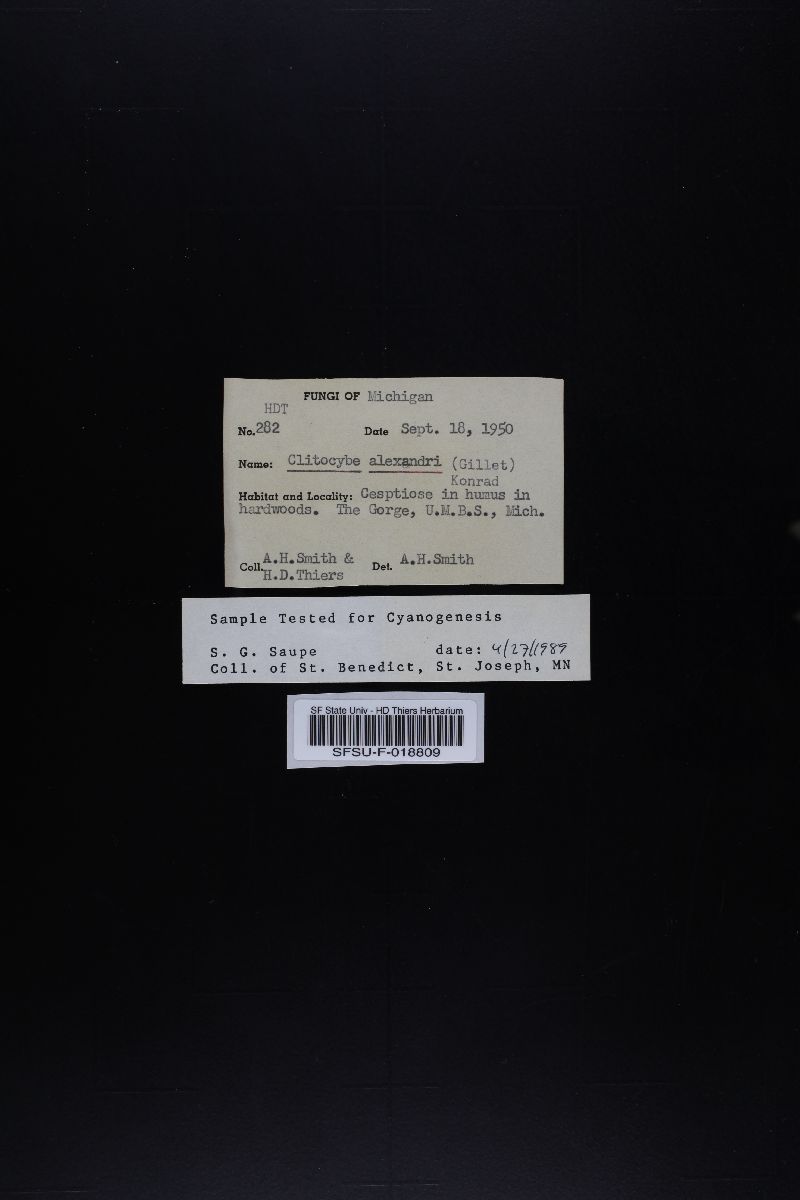 FUNGI OF Michigan
HDT
No. 282 Date Sept. 18, 1950
Name: Clitocybe alexandri (Gillet)
Konrad
Habitat and Locality: Cesptiose in humus in
hardwoods. The Gorge, U.M.B.S., Mich.
Coll. A.H.Smith & Det. A.H.Smith
H.D.Thiers
Sample Tested for Cyanogenesis
S. G. Saupe date: 4/27/1989
Coll. of St. Benedict, St. Joseph, MN
SF State Univ - HD Thiers Herbarium
SFSU-F-018809